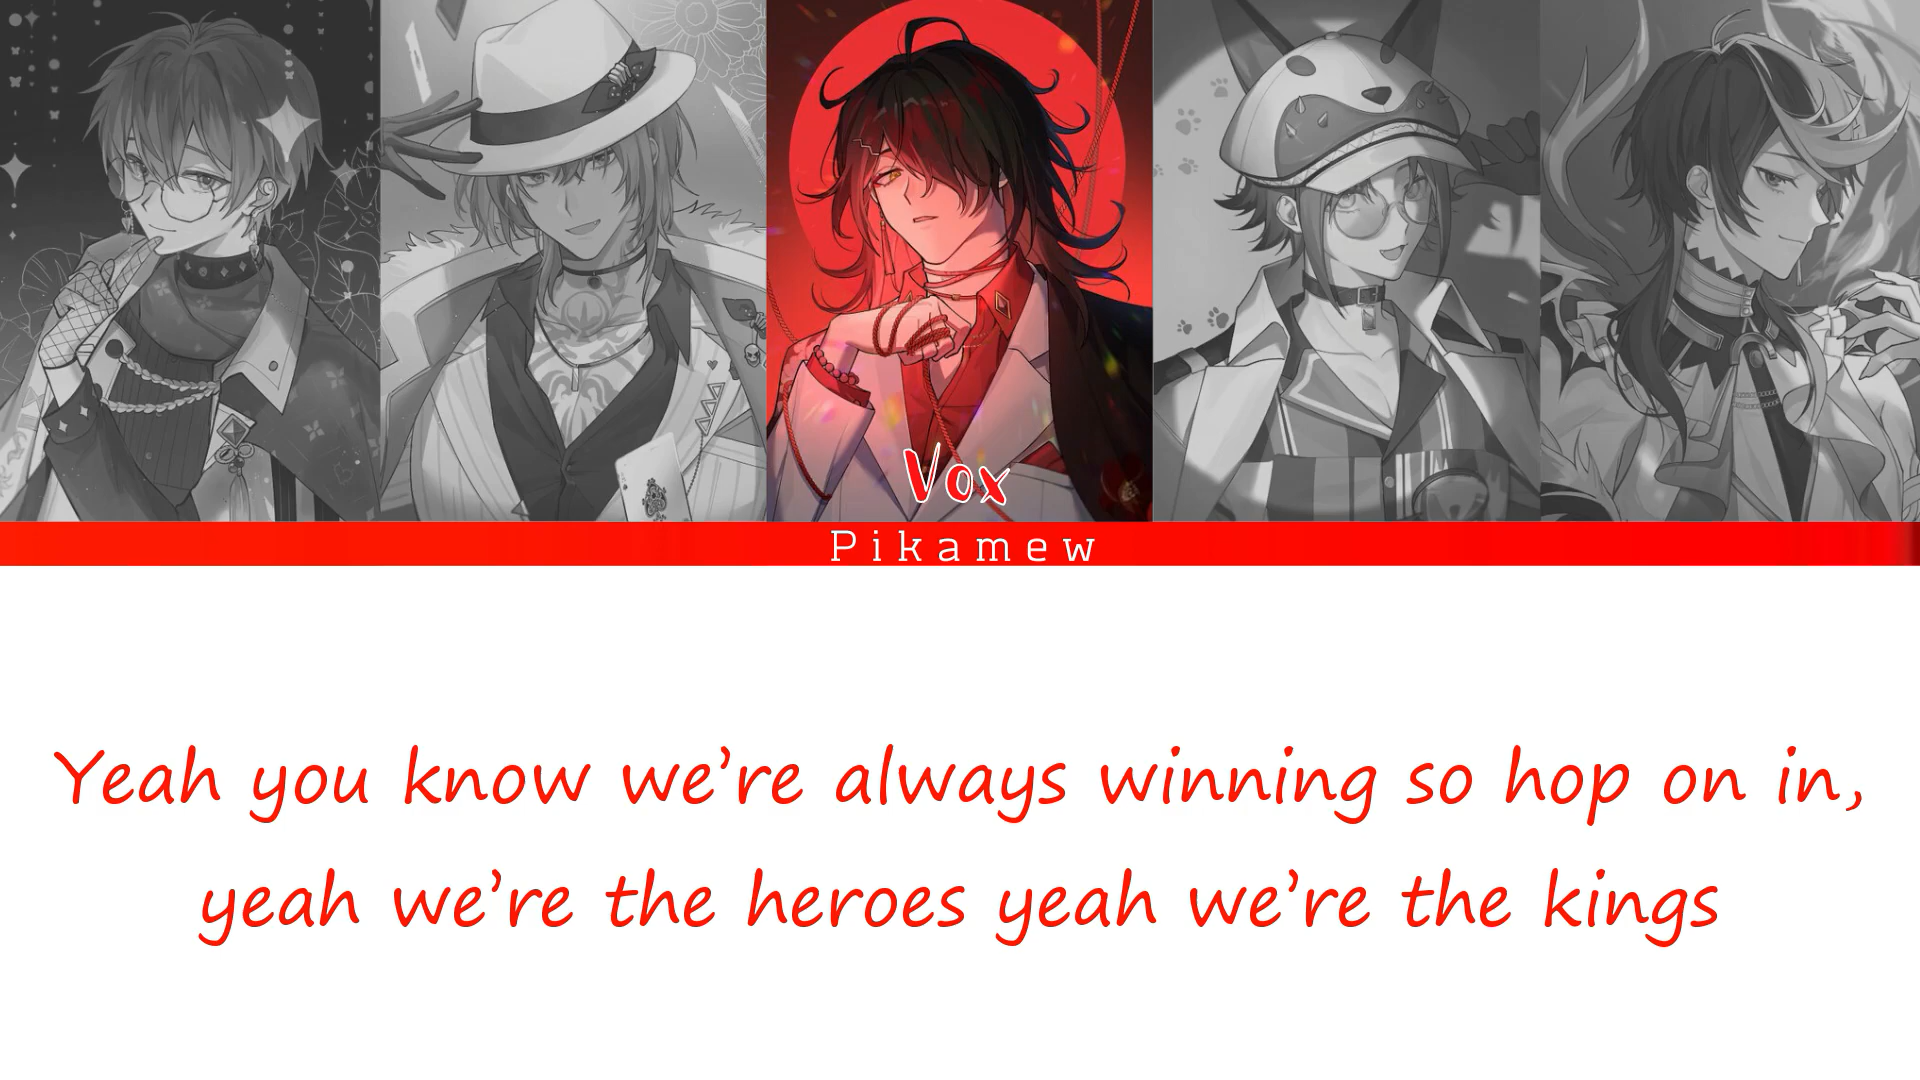 Vox
Pikamew
Yeah you know we’re always winning so hop on in,
yeah we’re the heroes yeah we’re the kings